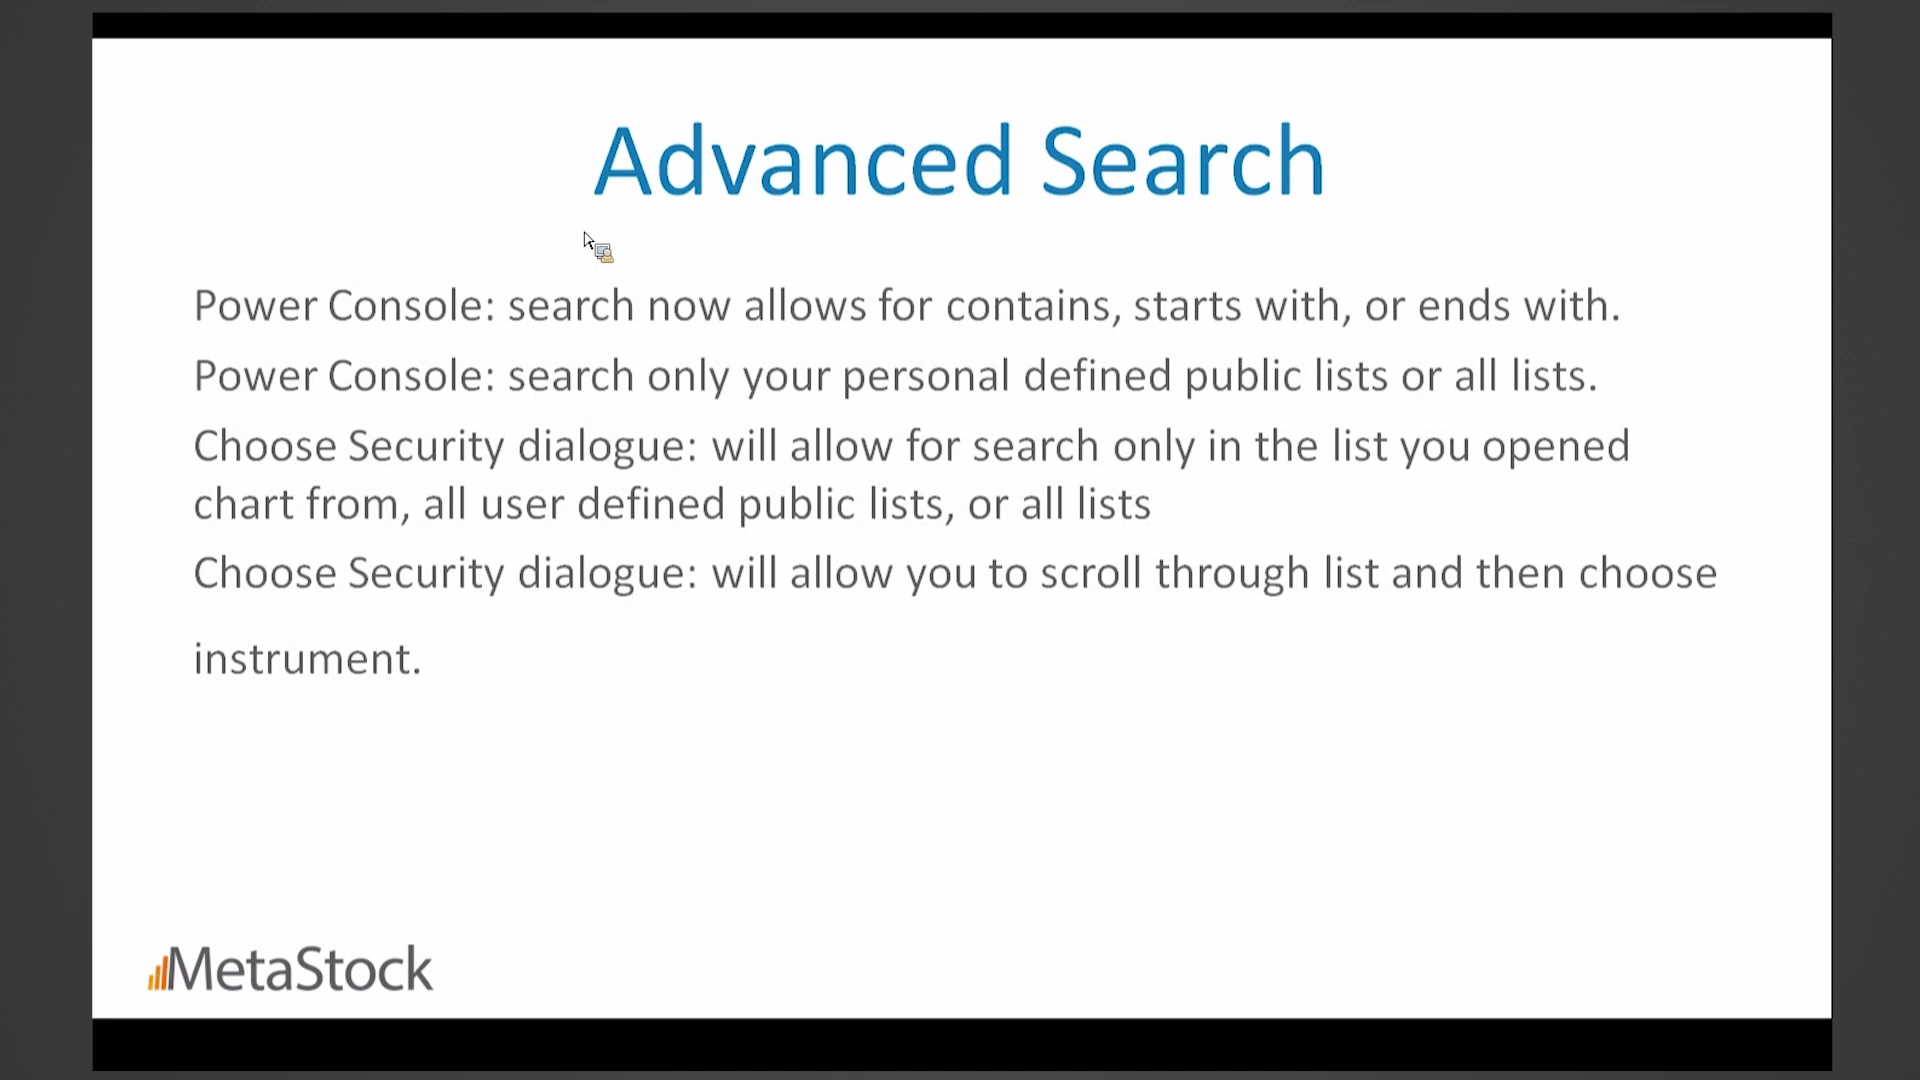 Advanced Search
Power Console: search now allows for contains, starts with, or ends with.
Power Console: search only your personal defined public lists or all lists.
Choose Security dialogue: will allow for search only in the list you opened
chart from, all user defined public lists, or all lists
Choose Security dialogue: will allow you to scroll through list and then choose
instrument.
MetaStock